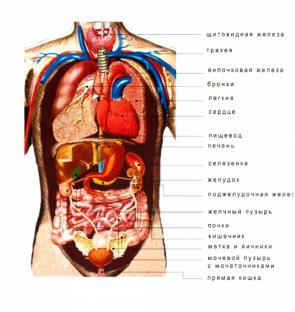 щитовидная железа
трахея
вилочковая железа
бронхи
легкие
сердце
пищевод
печень
селезенка
желудок
поджелудочная желез
желчный пузырь
почки
кишечник
матка и яичники
мочевой пузырь
с мочеточниками
прямая кишка